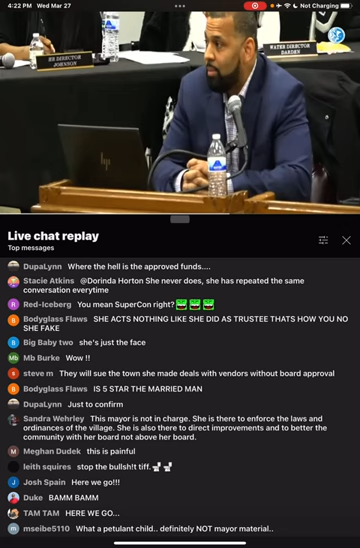 4:22 PM Wed Mar 27
Not Charging
HR DIRECTOR
JOHNSON
WATER DIRECTOR
DARDEN
hp
Live chat replay
Top messages
DupaLynn Where the hell is the approved funds....
Stacie Atkins @Dorinda Horton She never does, she has repeated the same
conversation everytime
R Red-Iceberg You mean SuperCon right?
B Bodyglass Flaws SHE ACTS NOTHING LIKE SHE DID AS TRUSTEE THATS HOW YOU NO
SHE FAKE
B Big Baby two she's just the face
Mb Mb Burke Wow !!
s steve m They will sue the town she made deals with vendors without board approval
B Bodyglass Flaws IS 5 STAR THE MARRIED MAN
DupaLynn Just to confirm
Sandra Wehrley This mayor is not in charge. She is there to enforce the laws and
ordinances of the village. She is also there to direct improvements and to better the
community with her board not above her board.
M Meghan Dudek this is painful
leith squires stop the bullsh!t tiff.
J Josh Spain Here we go!!!
Duke BAMM BAMM
TAM TAM HERE WE GO...
m mseibe5110 What a petulant child.. definitely NOT mayor material..